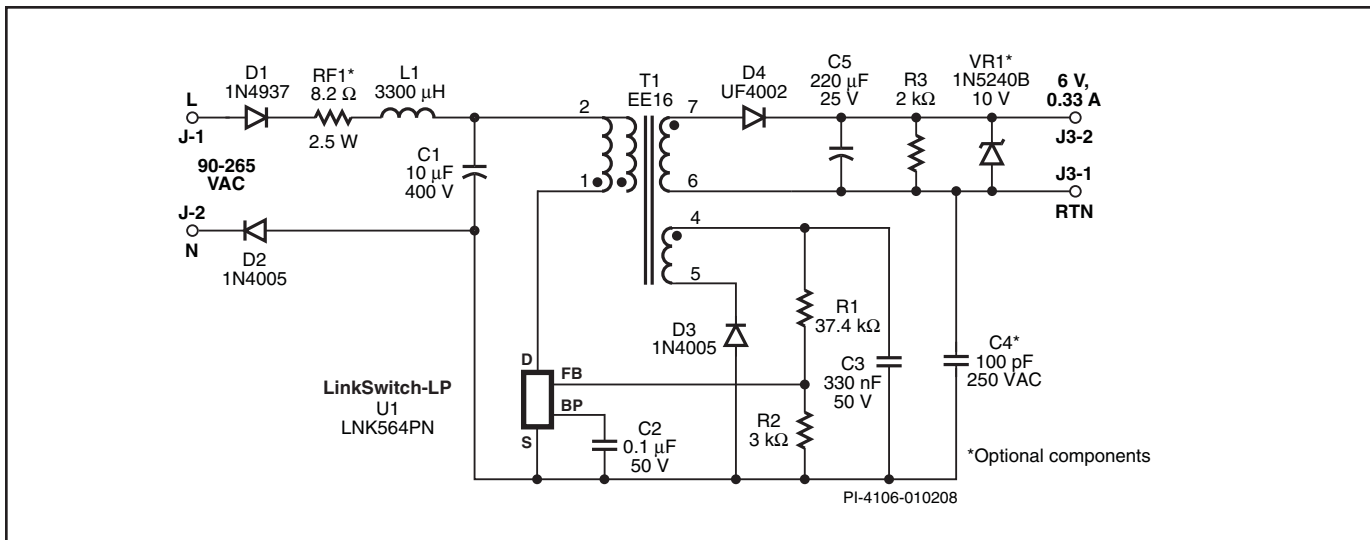 D1
1N4937
RF1*
8.2 Ω
2.5 W
L1
3300 µH
L
J-1
90-265
VAC
J-2
N
D2
1N4005
C1
10 µF
400 V
T1
EE16
2
1
7
6
4
5
D4
UF4002
C5
220 µF
25 V
R3
2 kΩ
VR1*
1N5240B
10 V
6 V,
0.33 A
J3-2
J3-1
RTN
D3
1N4005
R1
37.4 kΩ
C3
330 nF
50 V
C4*
100 pF
250 VAC
LinkSwitch-LP
U1
LNK564PN
D
FB
BP
S
C2
0.1 µF
50 V
R2
3 kΩ
*Optional components
PI-4106-010208